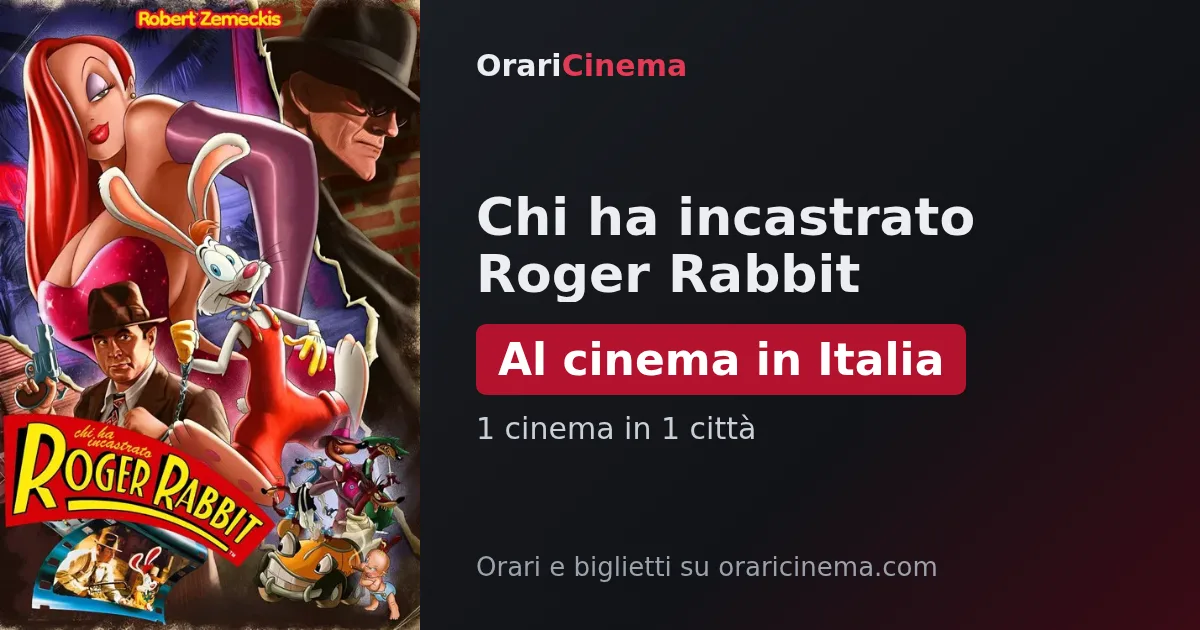 Robert Zemeckis
chi ha
incastrato
ROGER RABBIT
TM
OrariCinema
Chi ha incastrato
Roger Rabbit
Al cinema in Italia
1 cinema in 1 città
Orari e biglietti su oraricinema.com